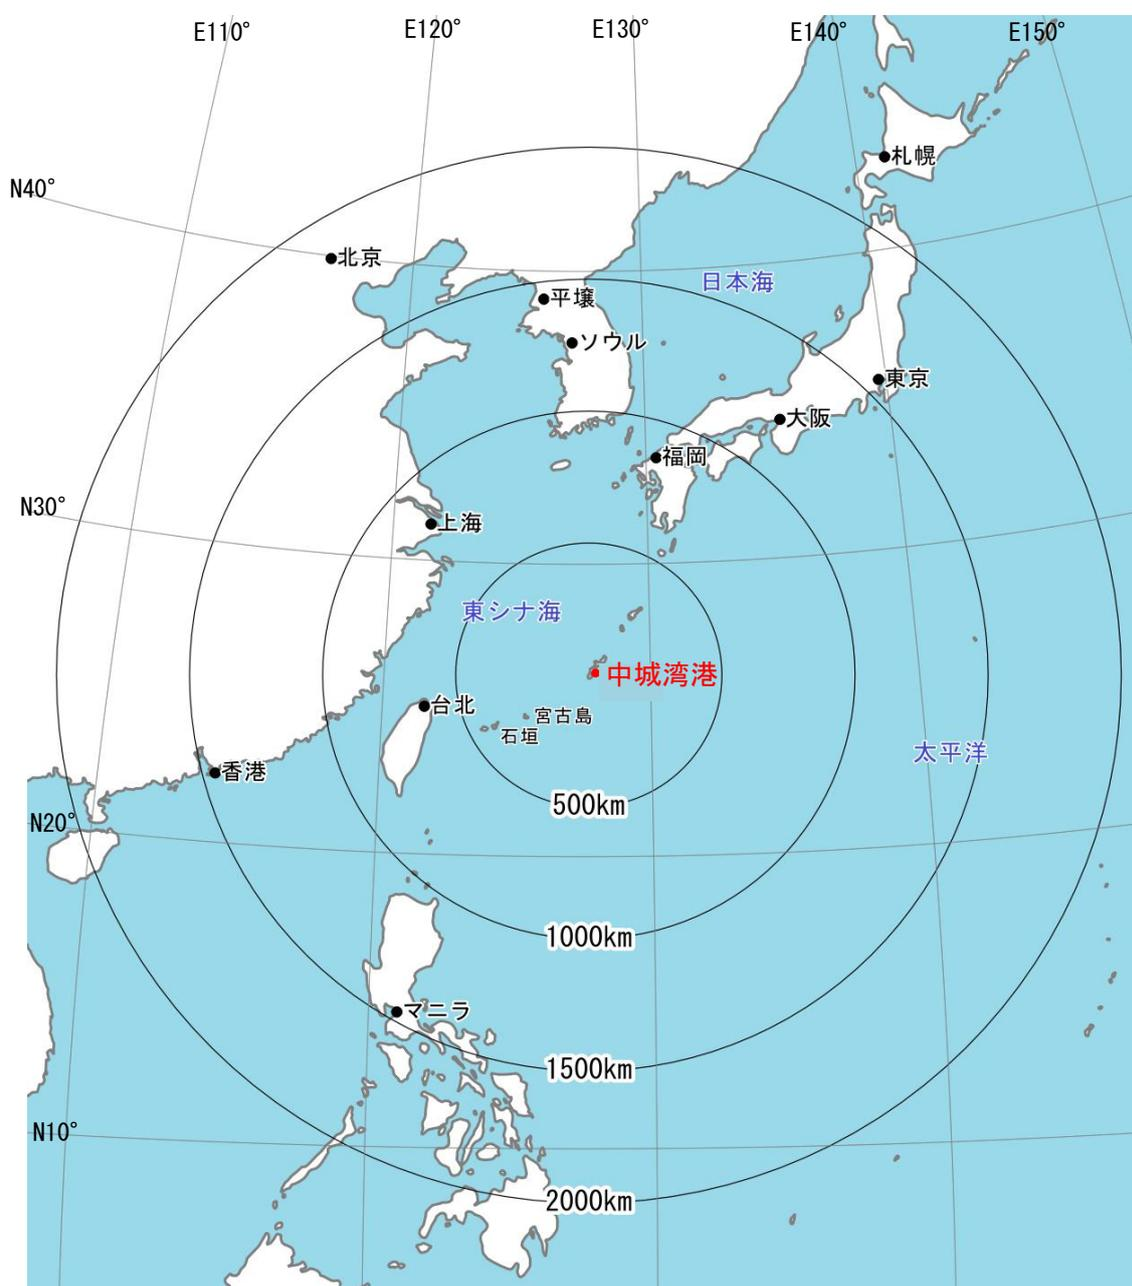 E110°
E120°
E130°
E140°
E150°
札幌
N40°
北京
日本海
平壌
ソウル
東京
大阪
福岡
N30°
上海
東シナ海
中城湾港
台北
宮古島
石垣
太平洋
香港
500km
N20°
1000km
マニラ
1500km
N10°
2000km